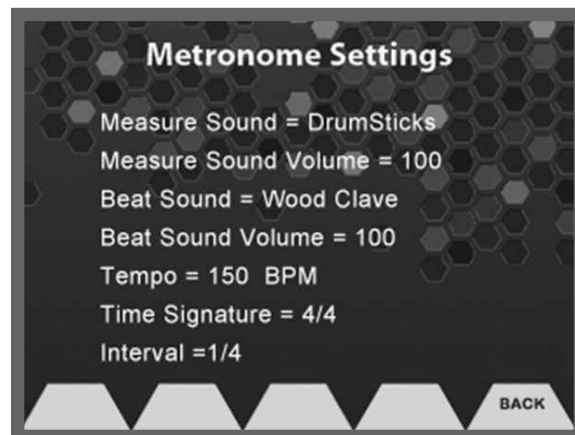 Metronome Settings
Measure Sound = DrumSticks
Measure Sound Volume = 100
Beat Sound = Wood Clave
Beat Sound Volume = 100
Tempo = 150 BPM
Time Signature = 4/4
Interval =1/4
BACK